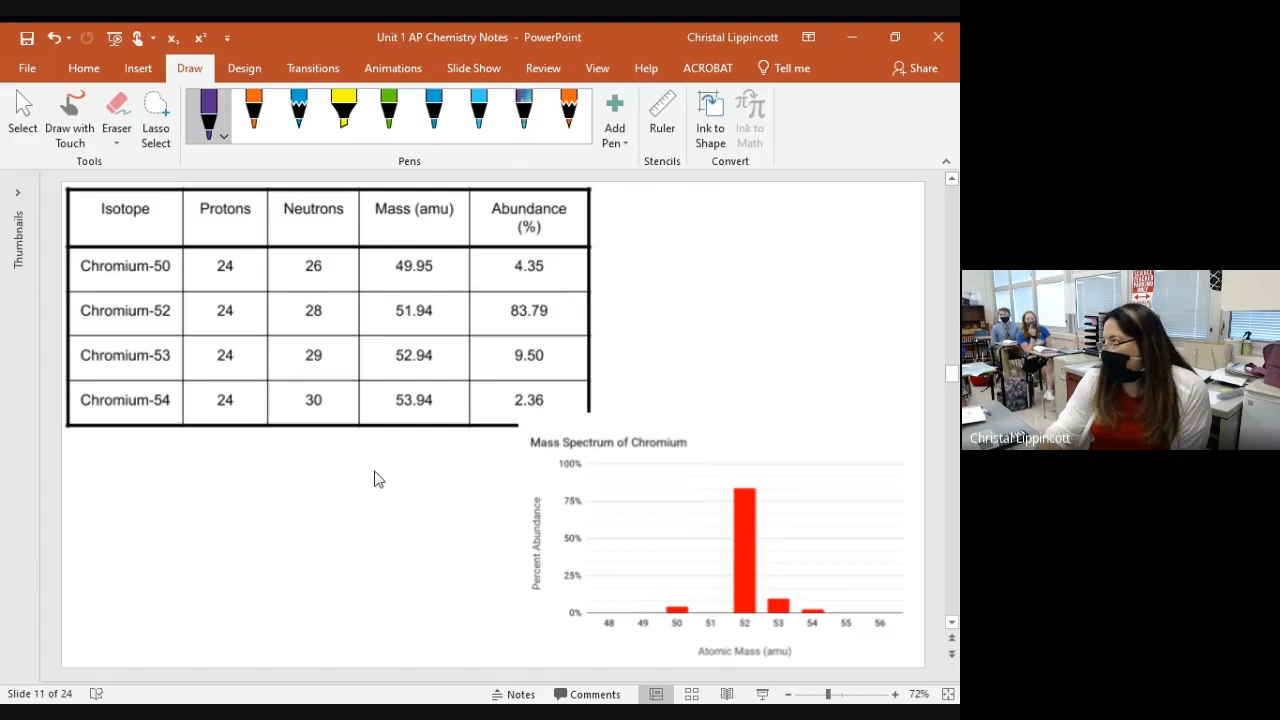 Unit 1 AP Chemistry Notes - PowerPoint
Christal Lippincott
File Home Insert Draw Design Transitions Animations Slide Show Review View Help ACROBAT Tell me Share
Select
Draw with Touch
Eraser
Lasso Select
Add Pen
Ruler
Ink to Shape
Ink to Math
Tools Pens Stencils Convert
Thumbnails
Isotope Protons Neutrons Mass (amu) Abundance (%)
Chromium-50 24 26 49.95 4.35
Chromium-52 24 28 51.94 83.79
Chromium-53 24 29 52.94 9.50
Chromium-54 24 30 53.94 2.36
Mass Spectrum of Chromium
100%
75%
50%
25%
0%
Percent Abundance
48 49 50 51 52 53 54 55 56
Atomic Mass (amu)
Christal Lippincott
Slide 11 of 24 Notes Comments 72%